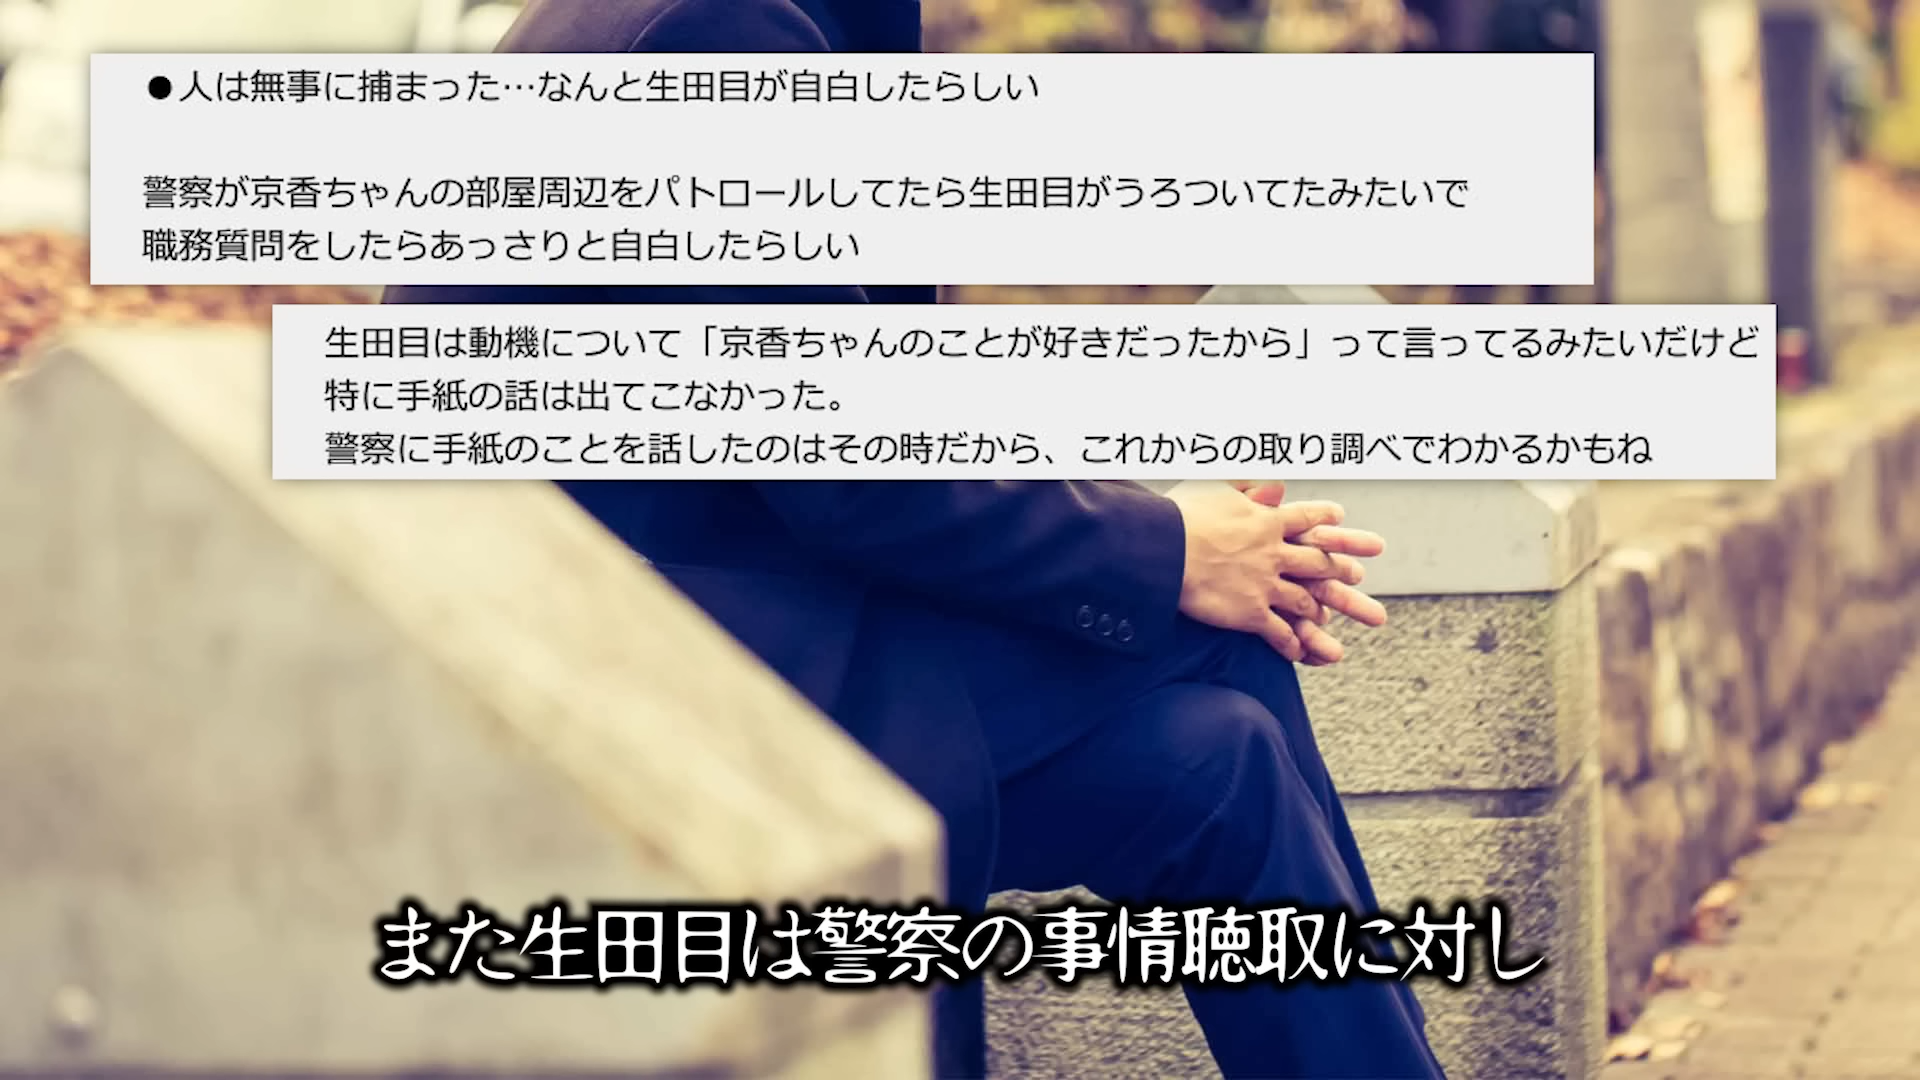 ●人は無事に捕まった…なんと生田目が自白したらしい
警察が京香ちゃんの部屋周辺をパトロールしてたら生田目がうろついてたみたいで
職務質問をしたらあっさりと自白したらしい
生田目は動機について「京香ちゃんのことが好きだったから」って言ってるみたいだけど
特に手紙の話は出てこなかった。
警察に手紙のことを話したのはその時だから、これからの取り調べでわかるかもね
また生田目は警察の事情聴取に対し